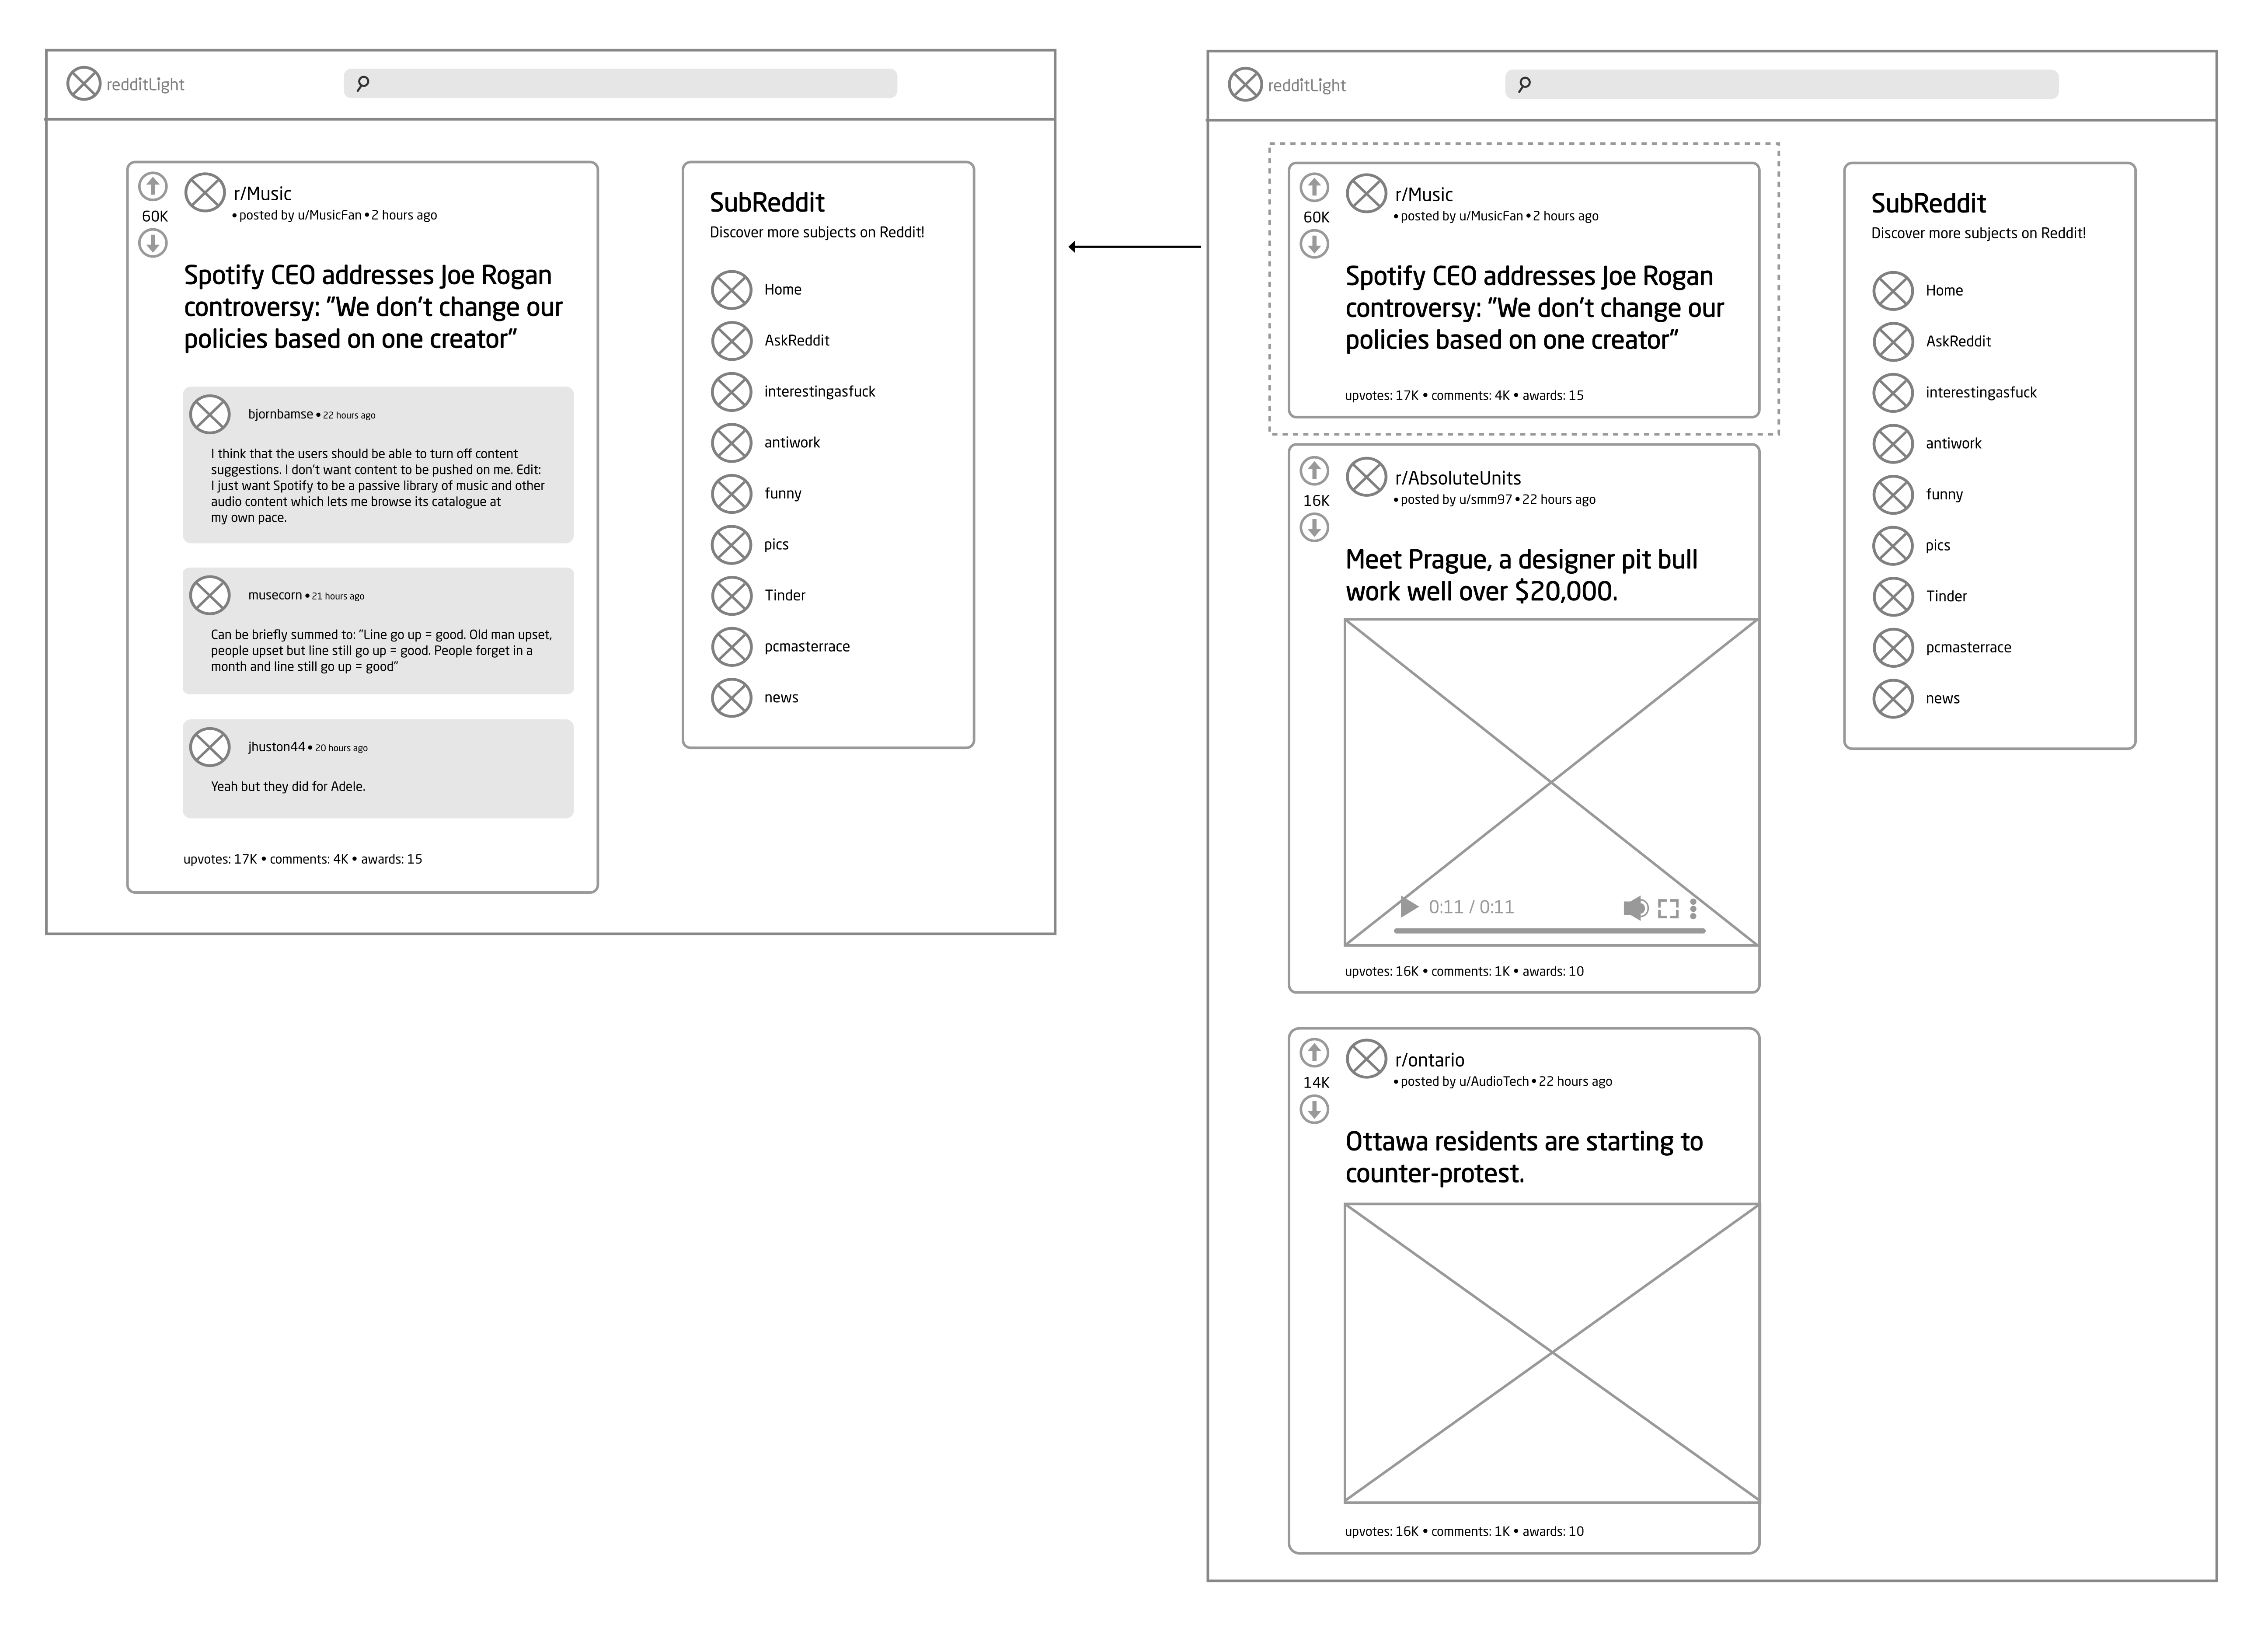 redditLight
60K
r/Music
• posted by u/MusicFan • 2 hours ago
Spotify CEO addresses Joe Rogan
controversy: "We don't change our
policies based on one creator"
bjornbamse • 22 hours ago
I think that the users should be able to turn off content
suggestions. I don't want content to be pushed on me. Edit:
I just want Spotify to be a passive library of music and other
audio content which lets me browse its catalogue at
my own pace.
musecorn • 21 hours ago
Can be briefly summed to: "Line go up = good. Old man upset,
people upset but line still go up = good. People forget in a
month and line still go up = good"
jhuston44 • 20 hours ago
Yeah but they did for Adele.
upvotes: 17K • comments: 4K • awards: 15
SubReddit
Discover more subjects on Reddit!
Home
AskReddit
interestingasfuck
antiwork
funny
pics
Tinder
pcmasterrace
news
redditLight
60K
r/Music
• posted by u/MusicFan • 2 hours ago
Spotify CEO addresses Joe Rogan
controversy: "We don't change our
policies based on one creator"
upvotes: 17K • comments: 4K • awards: 15
16K
r/AbsoluteUnits
• posted by u/smm97 • 22 hours ago
Meet Prague, a designer pit bull
work well over $20,000.
0:11 / 0:11
upvotes: 16K • comments: 1K • awards: 10
14K
r/ontario
• posted by u/AudioTech • 22 hours ago
Ottawa residents are starting to
counter-protest.
upvotes: 16K • comments: 1K • awards: 10
SubReddit
Discover more subjects on Reddit!
Home
AskReddit
interestingasfuck
antiwork
funny
pics
Tinder
pcmasterrace
news